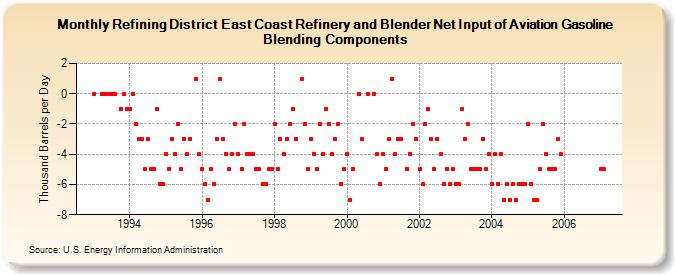 Monthly Refining District East Coast Refinery and Blender Net Input of Aviation Gasoline
Blending Components
Thousand Barrels per Day
2
0
-2
-4
-6
-8
1994 1996 1998 2000 2002 2004 2006
Source: U.S. Energy Information Administration